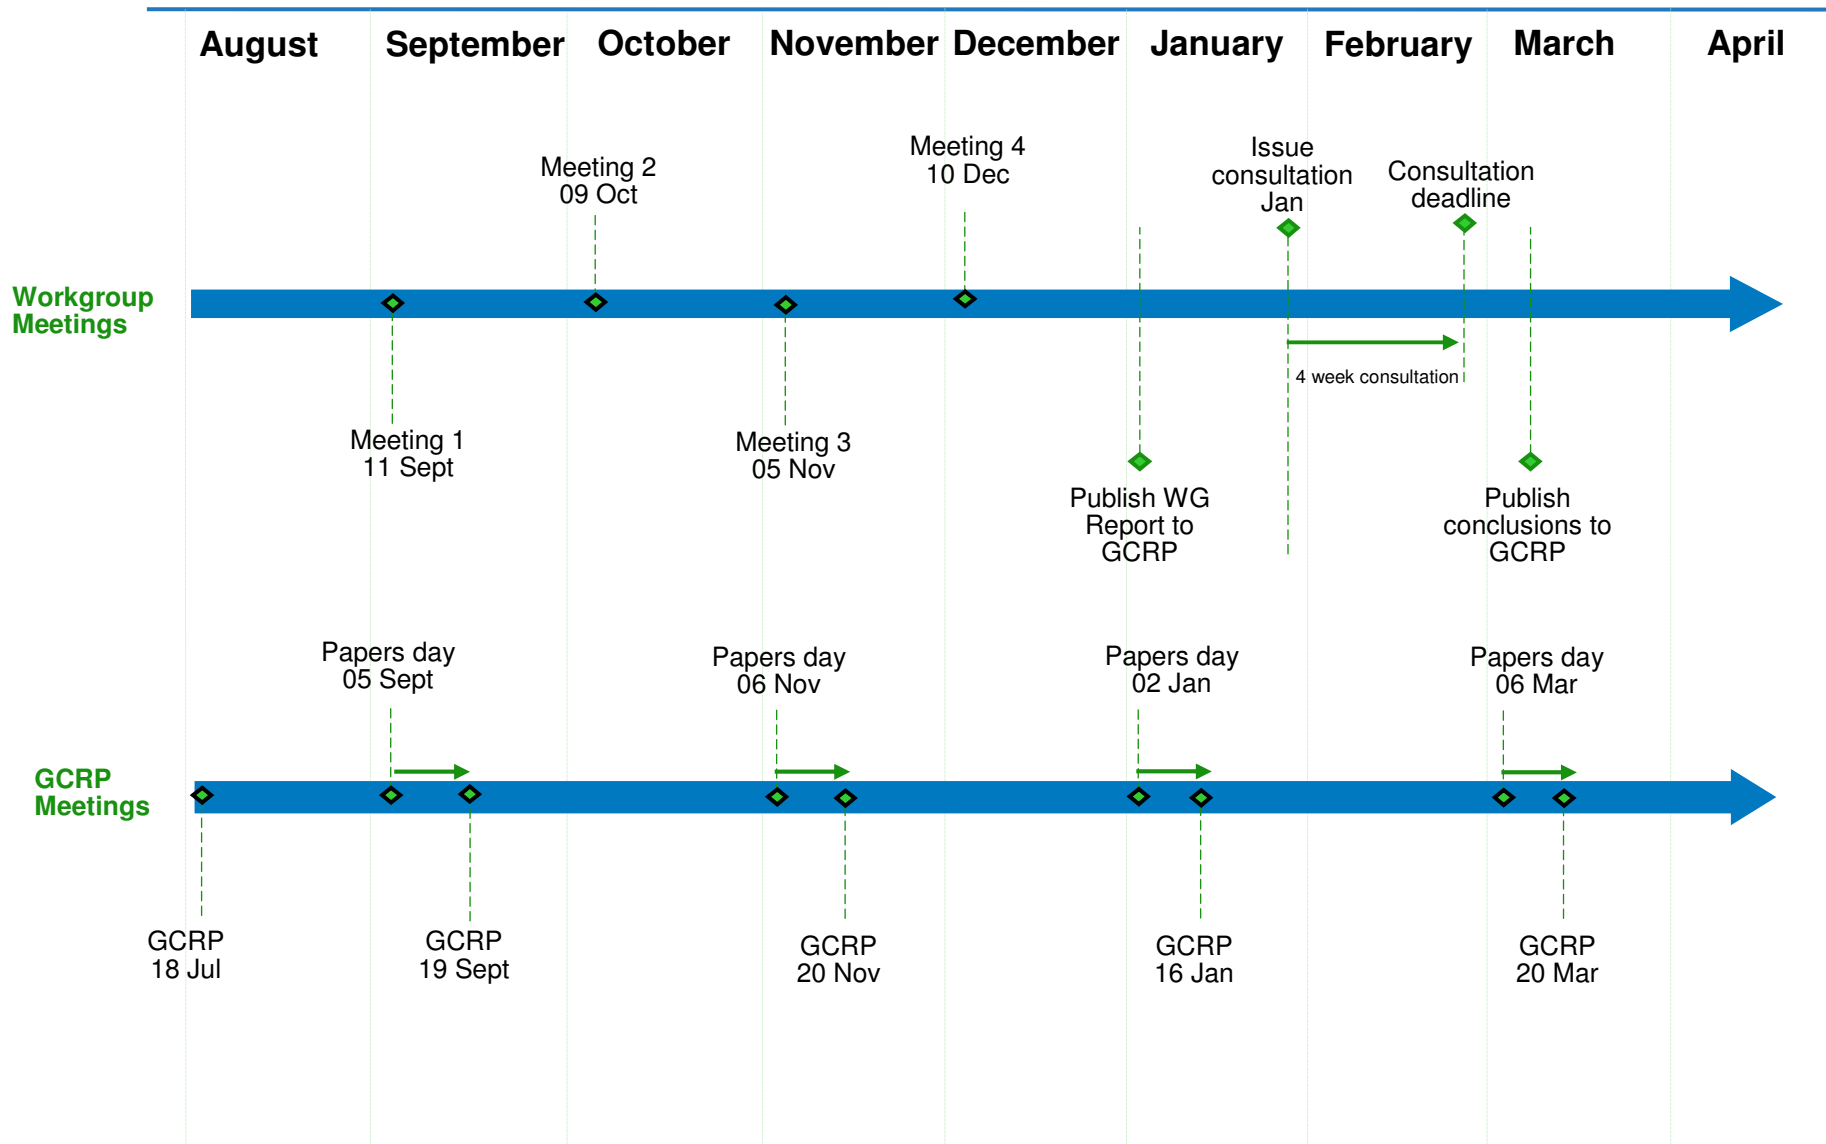 August September October November December January February March April
Meeting 2
09 Oct
Meeting 4
10 Dec
Issue
consultation
Jan
Consultation
deadline
Workgroup
Meetings
4 week consultation
Meeting 1
11 Sept
Meeting 3
05 Nov
Publish WG
Report to
GCRP
Publish
conclusions to
GCRP
Papers day
05 Sept
Papers day
06 Nov
Papers day
02 Jan
Papers day
06 Mar
GCRP
Meetings
GCRP
18 Jul
GCRP
19 Sept
GCRP
20 Nov
GCRP
16 Jan
GCRP
20 Mar